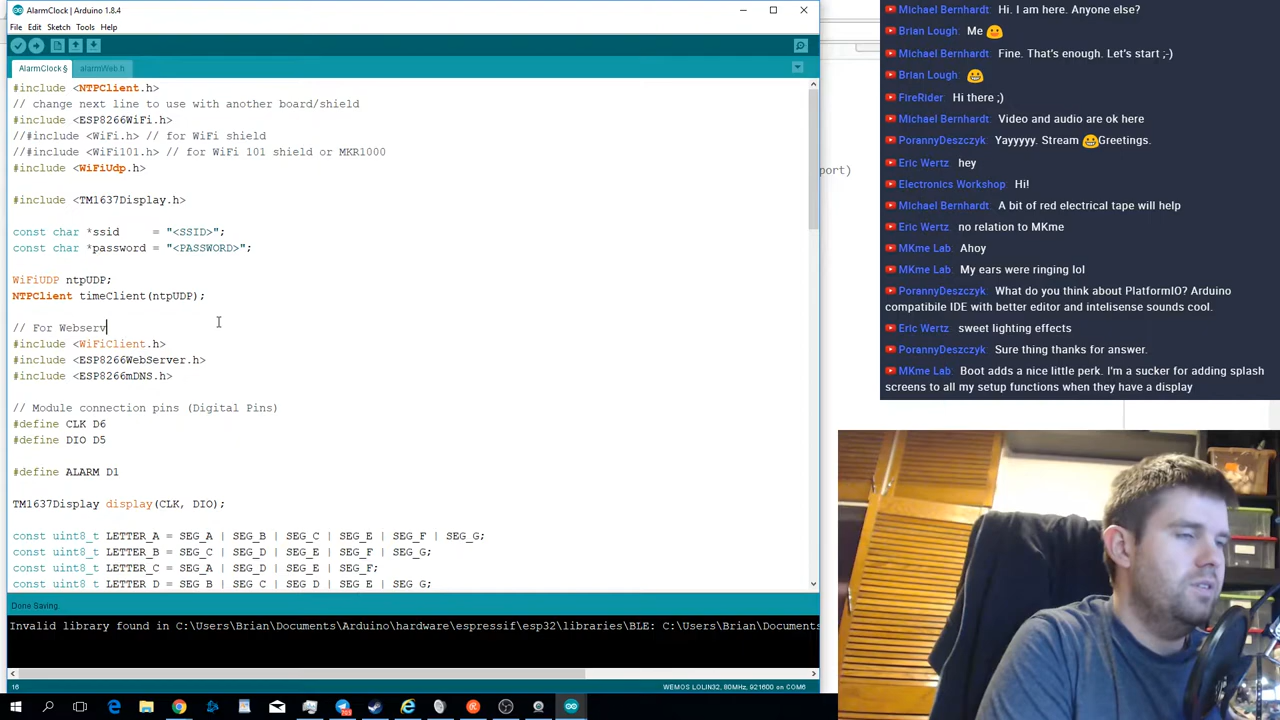 AlarmClock | Arduino 1.8.4
File Edit Sketch Tools Help
AlarmClock §
alarmWeb.h
#include <NTPClient.h>
// change next line to use with another board/shield
#include <ESP8266WiFi.h>
//#include <WiFi.h> // for WiFi shield
//#include <WiFi101.h> // for WiFi 101 shield or MKR1000
#include <WiFiUdp.h>
#include <TM1637Display.h>
const char *ssid     = "<SSID>";
const char *password = "<PASSWORD>";
WiFiUDP ntpUDP;
NTPClient timeClient(ntpUDP);
// For Webserv
#include <WiFiClient.h>
#include <ESP8266WebServer.h>
#include <ESP8266mDNS.h>
// Module connection pins (Digital Pins)
#define CLK D6
#define DIO D5
#define ALARM D1
TM1637Display display(CLK, DIO);
const uint8_t LETTER_A = SEG_A | SEG_B | SEG_C | SEG_E | SEG_F | SEG_G;
const uint8_t LETTER_B = SEG_C | SEG_D | SEG_E | SEG_F | SEG_G;
const uint8_t LETTER_C = SEG_A | SEG_D | SEG_E | SEG_F;
const uint8_t LETTER_D = SEG_B | SEG_C | SEG_D | SEG_E | SEG_G;
Done Saving.
Invalid library found in C:\Users\Brian\Documents\Arduino\hardware\espressif\esp32\libraries\BLE: C:\Users\Brian\Documents
16
WEMOS LOLIN32, 80MHz, 921600 on COM6
port)
Michael Bernhardt: Hi. I am here. Anyone else?
Brian Lough: Me 😀
Michael Bernhardt: Fine. That's enough. Let's start ;-)
Brian Lough: 😀
FireRider: Hi there ;)
Michael Bernhardt: Video and audio are ok here
PorannyDeszczyk: Yayyyyy. Stream 😀Greetings.
Eric Wertz: hey
Electronics Workshop: Hi!
Michael Bernhardt: A bit of red electrical tape will help
Eric Wertz: no relation to MKme
MKme Lab: Ahoy
MKme Lab: My ears were ringing lol
PorannyDeszczyk: What do you think about PlatformIO? Arduino
compatibile IDE with better editor and intelisense sounds cool.
Eric Wertz: sweet lighting effects
PorannyDeszczyk: Sure thing thanks for answer.
MKme Lab: Boot adds a nice little perk. I'm a sucker for adding splash
screens to all my setup functions when they have a display